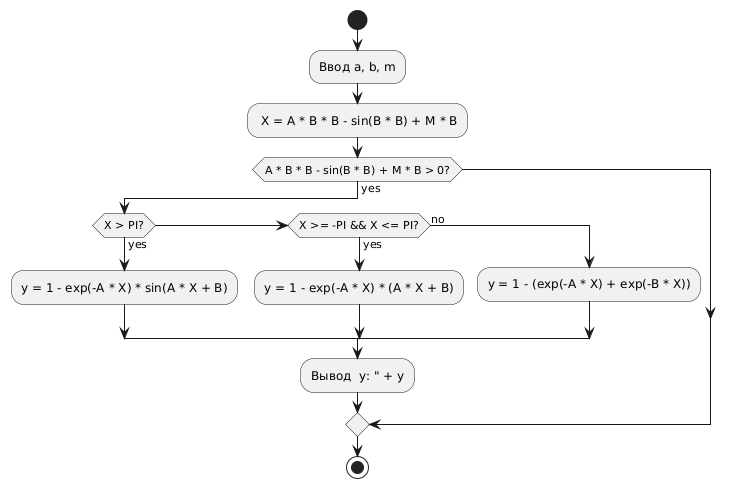 Ввод a, b, m
X = A * B * B - sin(B * B) + M * B
A * B * B - sin(B * B) + M * B > 0?
yes
X > PI?
yes
X >= -PI && X <= PI?
yes
no
y = 1 - exp(-A * X) * sin(A * X + B)
y = 1 - exp(-A * X) * (A * X + B)
y = 1 - (exp(-A * X) + exp(-B * X))
Вывод  y: " + y